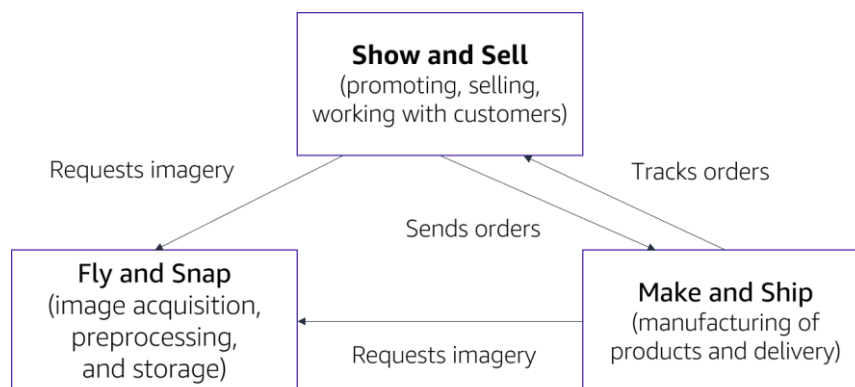 Show and Sell
(promoting, selling,
working with customers)
Requests imagery
Tracks orders
Sends orders
Fly and Snap
(image acquisition,
preprocessing,
and storage)
Make and Ship
(manufacturing of
products and delivery)
Requests imagery